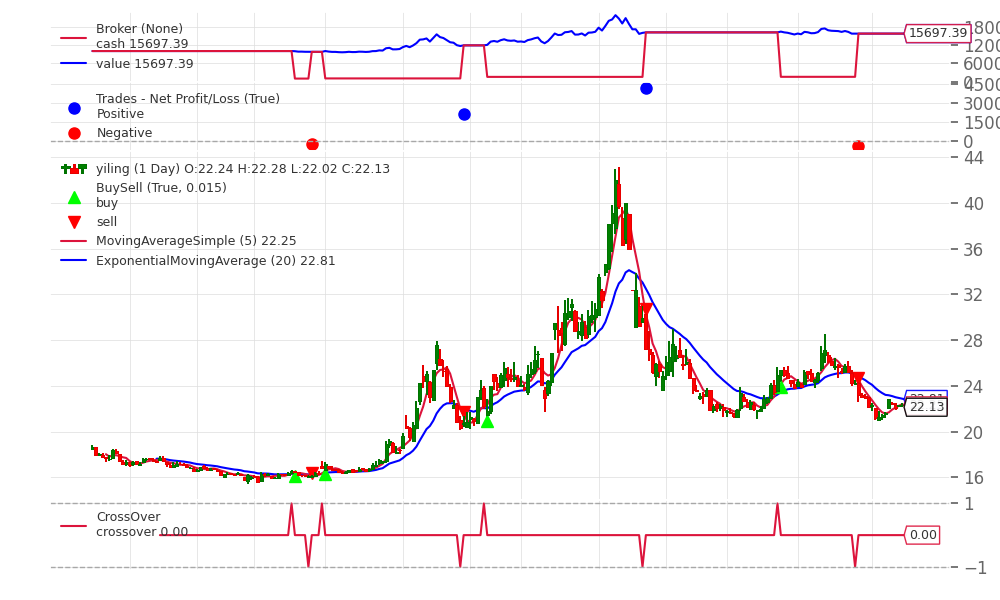 Broker (None)
cash 15697.39
value 15697.39
1800
1200
6000
0
15697.39
Trades - Net Profit/Loss (True)
Positive
Negative
4500
3000
1500
0
yiling (1 Day) O:22.24 H:22.28 L:22.02 C:22.13
BuySell (True, 0.015)
buy
sell
MovingAverageSimple (5) 22.25
ExponentialMovingAverage (20) 22.81
44
40
36
32
28
24
20
16
22.81
22.13
CrossOver
crossover 0.00
1
0.00
−1